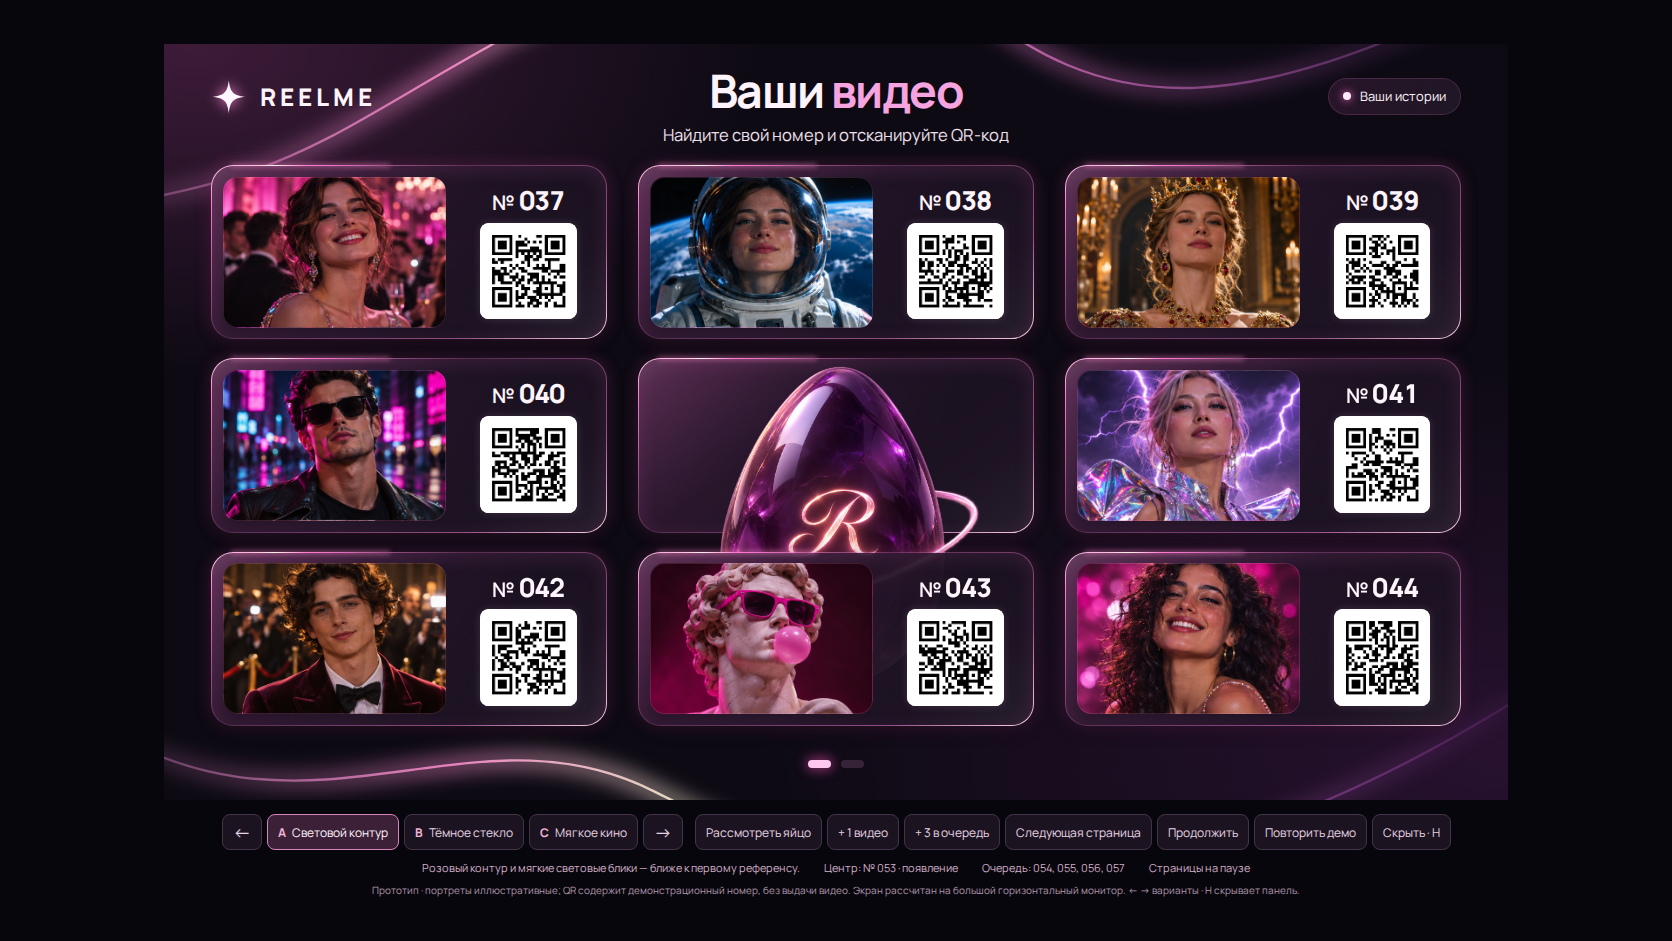 REELME
Ваши видео
Ваши истории
Найдите свой номер и отсканируйте QR-код
№ 037
№ 038
№ 039
№ 040
R
№ 041
№ 042
№ 043
№ 044
←
A Световой контур
B Тёмное стекло
C Мягкое кино
→
Рассмотреть яйцо
+ 1 видео
+ 3 в очередь
Следующая страница
Продолжить
Повторить демо
Скрыть · H
Розовый контур и мягкие световые блики — ближе к первому референсу. Центр: № 053 · появление Очередь: 054, 055, 056, 057 Страницы на паузе
Прототип · портреты иллюстративные; QR содержит демонстрационный номер, без выдачи видео. Экран рассчитан на большой горизонтальный монитор. ← → варианты · H скрывает панель.